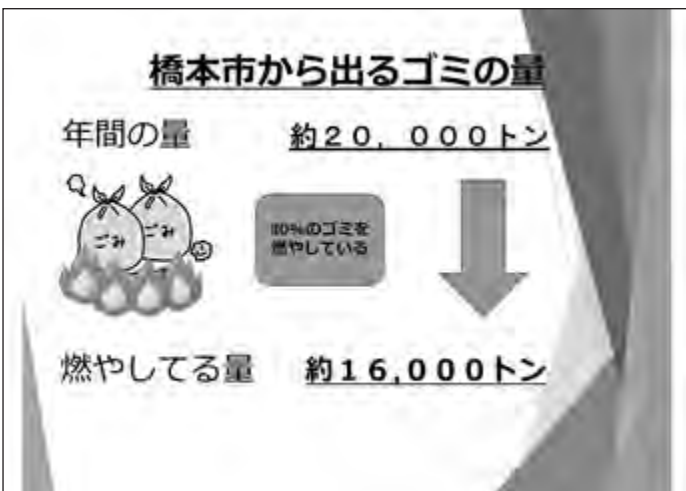 橋本市から出るゴミの量
年間の量 約20,000トン
ごみ ごみ
80%のゴミを
燃やしている
燃やしてる量 約16,000トン